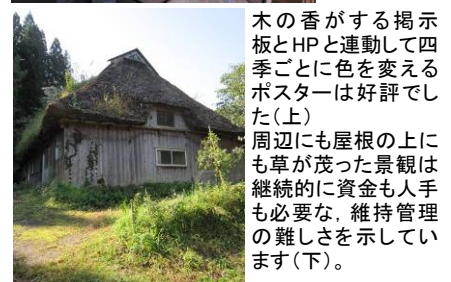 木の香がする掲示
板とHPと連動して四
季ごとに色を変える
ポスターは好評でし
た(上)
周辺にも屋根の上に
も草が茂った景観は
継続的に資金も人手
も必要な, 維持管理
の難しさを示してい
ます(下)。